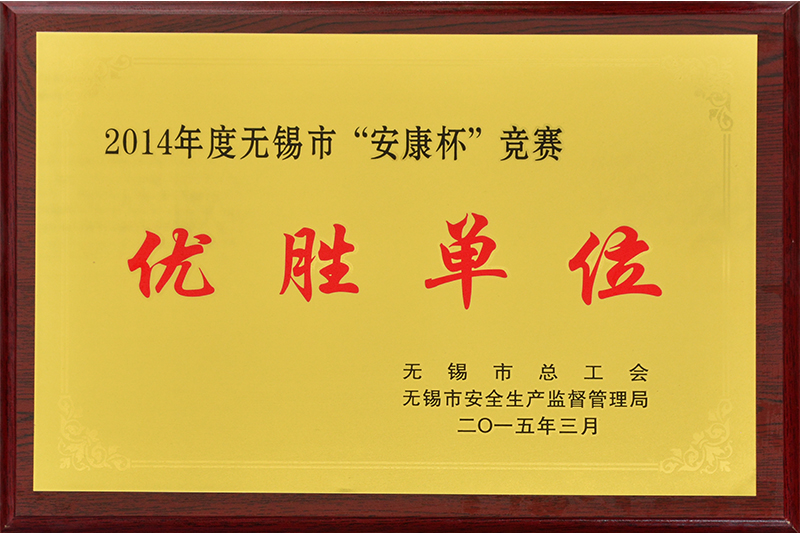 2014年度无锡市“安康杯”竞赛
优胜单位
无锡市总工会
无锡市安全生产监督管理局
二〇一五年三月